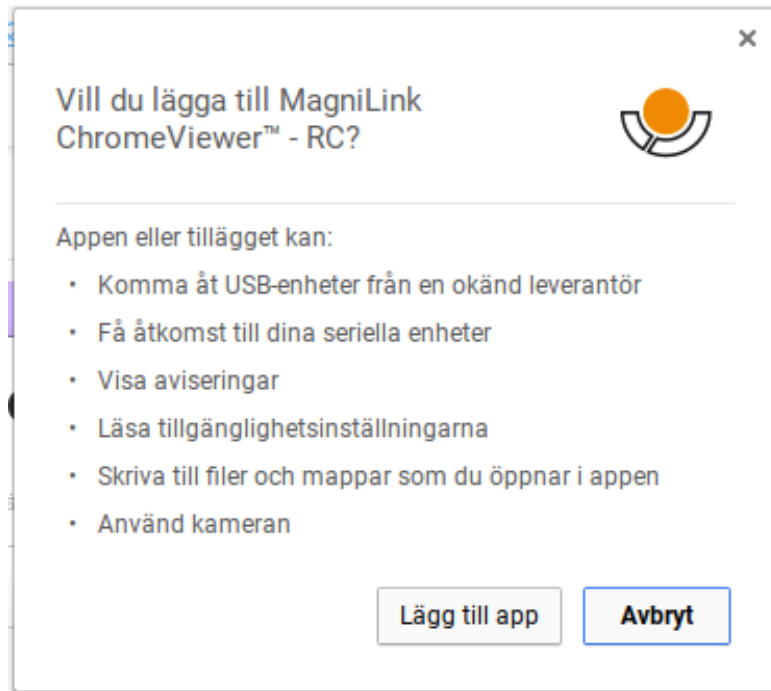 Vill du lägga till MagniLink
ChromeViewer™ - RC?
Appen eller tillägget kan:
• Komma åt USB-enheter från en okänd leverantör
• Få åtkomst till dina seriella enheter
• Visa aviseringar
• Läsa tillgänglighetsinställningarna
• Skriva till filer och mappar som du öppnar i appen
• Använd kameran
Lägg till app Avbryt